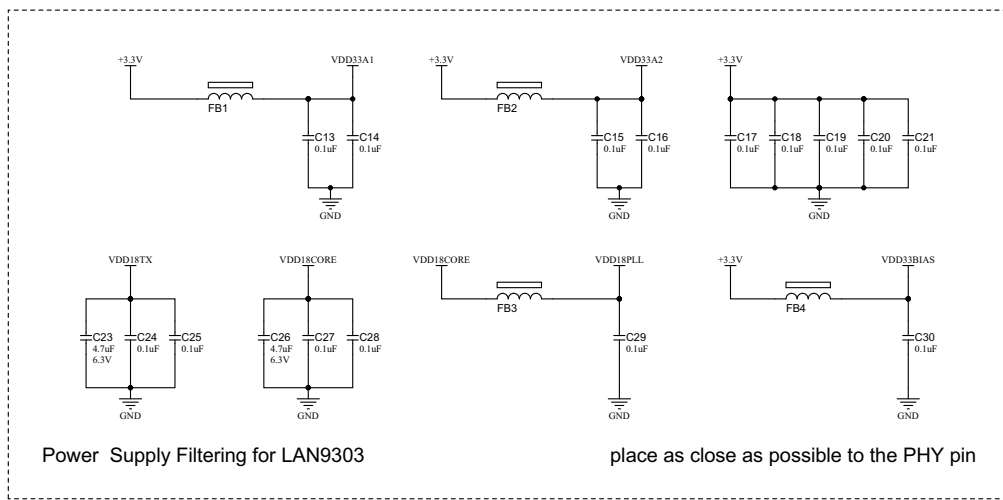 +3.3V
VDD33A1
FB1
C13
0.1uF
C14
0.1uF
GND
+3.3V
VDD33A2
FB2
C15
0.1uF
C16
0.1uF
GND
+3.3V
C17
0.1uF
C18
0.1uF
C19
0.1uF
C20
0.1uF
C21
0.1uF
GND
VDD18TX
C23
4.7uF
6.3V
C24
0.1uF
C25
0.1uF
GND
VDD18CORE
C26
4.7uF
6.3V
C27
0.1uF
C28
0.1uF
GND
VDD18CORE
VDD18PLL
FB3
C29
0.1uF
GND
+3.3V
VDD33BIAS
FB4
C30
0.1uF
GND
Power Supply Filtering for LAN9303
place as close as possible to the PHY pin